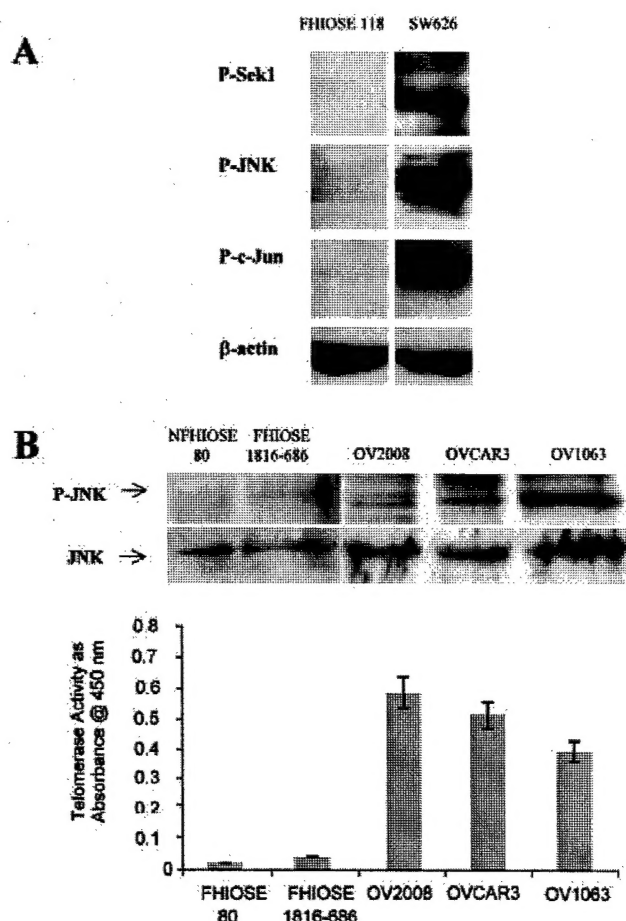 FHIOSE 118 SW626
A
P-Sek1
P-JNK
P-c-Jun
β-actin
B
NFHIOSE 80 FHIOSE 1816-686 OV2008 OVCAR3 OV1063
P-JNK →
JNK →
Telomerase Activity as
Absorbance @ 450 nm
0.8
0.7
0.6
0.5
0.4
0.3
0.2
0.1
0
FHIOSE OV2008 OVCAR3 OV1063
80
FHIOSE
1816-686